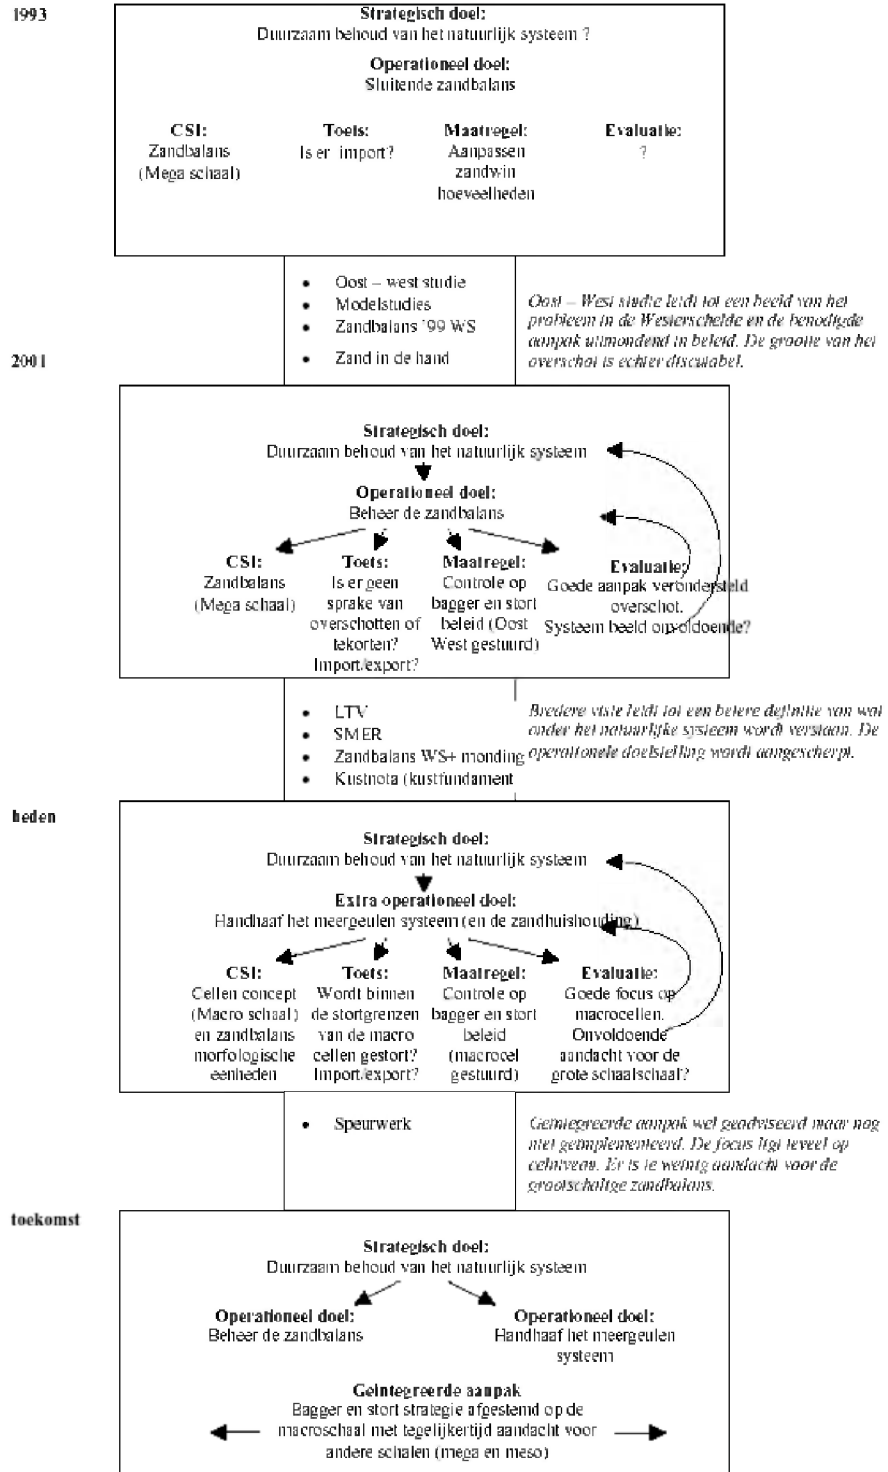 1993
Strategisch doel:
Duurzaam behoud van het natuurlijk systeem ?
Operationeel doel:
Sluitende zandbalans
CSI:
Zandbalans
(Mega schaal)
Toets:
Is er import?
Maatregel:
Aanpassen
zandwin
hoeveelheden
Evaluatie:
?
• Oost – west studie
• Modelstudies
• Zandbalans '99 WS
• Zand in de hand
Oost – West studie leidt tot een beeld van het
probleem in de Westerschelde en de benodigde
aanpak uitmondend in beleid. De grootte van het
overschot is echter discutabel.
2001
Strategisch doel:
Duurzaam behoud van het natuurlijk systeem
Operationeel doel:
Beheer de zandbalans
CSI:
Zandbalans
(Mega schaal)
Toets:
Is er geen
sprake van
overschotten of
tekorten?
Import/export?
Maatregel:
Controle op
bagger en stort
beleid (Oost
West gestuurd)
Evaluatie:
Goede aanpak verondersteld
overschot.
Systeem beeld onvoldoende?
• LTV
• SMER
• Zandbalans WS+ monding
• Kustnota (kustfundament
Bredere visie leidt tot een betere definitie van wat
onder het natuurlijke systeem wordt verstaan. De
operationele doelstelling wordt aangescherpt.
heden
Strategisch doel:
Duurzaam behoud van het natuurlijk systeem
Extra operationeel doel:
Handhaaf het meergeulen systeem (en de zandhuishouding)
CSI:
Cellen concept
(Macro schaal)
en zandbalans
morfologische
eenheden
Toets:
Wordt binnen
de stortgrenzen
van de macro
cellen gestort?
Import/export?
Maatregel:
Controle op
bagger en stort
beleid
(macrocel
gestuurd)
Evaluatie:
Goede focus op
macrocellen.
Onvoldoende
aandacht voor de
grote schaalschaal?
• Speurwerk
Geïntegreerde aanpak wel geadviseerd maar nog
niet geïmplementeerd. De focus ligt teveel op
celniveau. Er is te weinig aandacht voor de
grootschalige zandbalans.
toekomst
Strategisch doel:
Duurzaam behoud van het natuurlijk systeem
Operationeel doel:
Beheer de zandbalans
Operationeel doel:
Handhaaf het meergeulen
systeem
Geïntegreerde aanpak
Bagger en stort strategie afgestemd op de
macroschaal met tegelijkertijd aandacht voor
andere schalen (mega en meso)